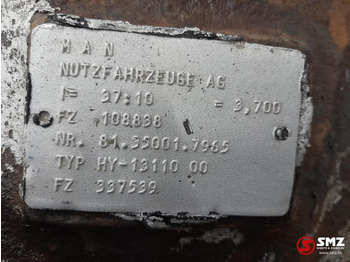 MAN
NUTZFAHRZEUGE AG
I= 37:10 = 3,700
FZ 108898
NR. 81.35001.7965
TYP HY-13110 00
FZ 337539
SMZ